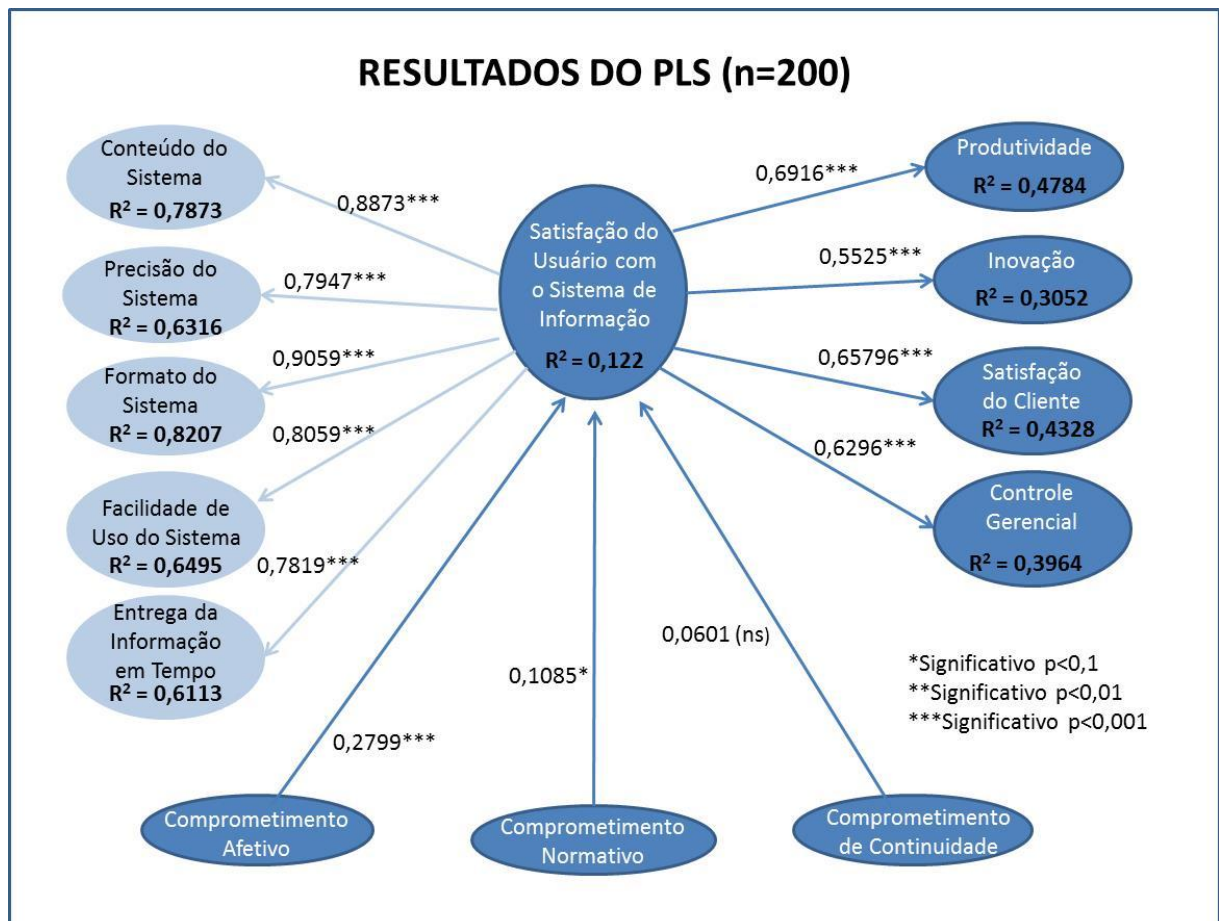 RESULTADOS DO PLS (n=200)
Conteúdo do
Sistema
R² = 0,7873
0,8873***
Precisão do
Sistema
R² = 0,6316
0,7947***
Formato do
Sistema
R² = 0,8207
0,9059***
Facilidade de
Uso do Sistema
R² = 0,6495
0,8059***
Entrega da
Informação
em Tempo
R² = 0,6113
0,7819***
Satisfação do
Usuário com
o Sistema de
Informação
R² = 0,122
0,6916***
Produtividade
R² = 0,4784
0,5525***
Inovação
R² = 0,3052
0,65796***
Satisfação
do Cliente
R² = 0,4328
0,6296***
Controle
Gerencial
R² = 0,3964
0,2799***
0,1085*
0,0601 (ns)
*Significativo p<0,1
**Significativo p<0,01
***Significativo p<0,001
Comprometimento
Afetivo
Comprometimento
Normativo
Comprometimento
de Continuidade